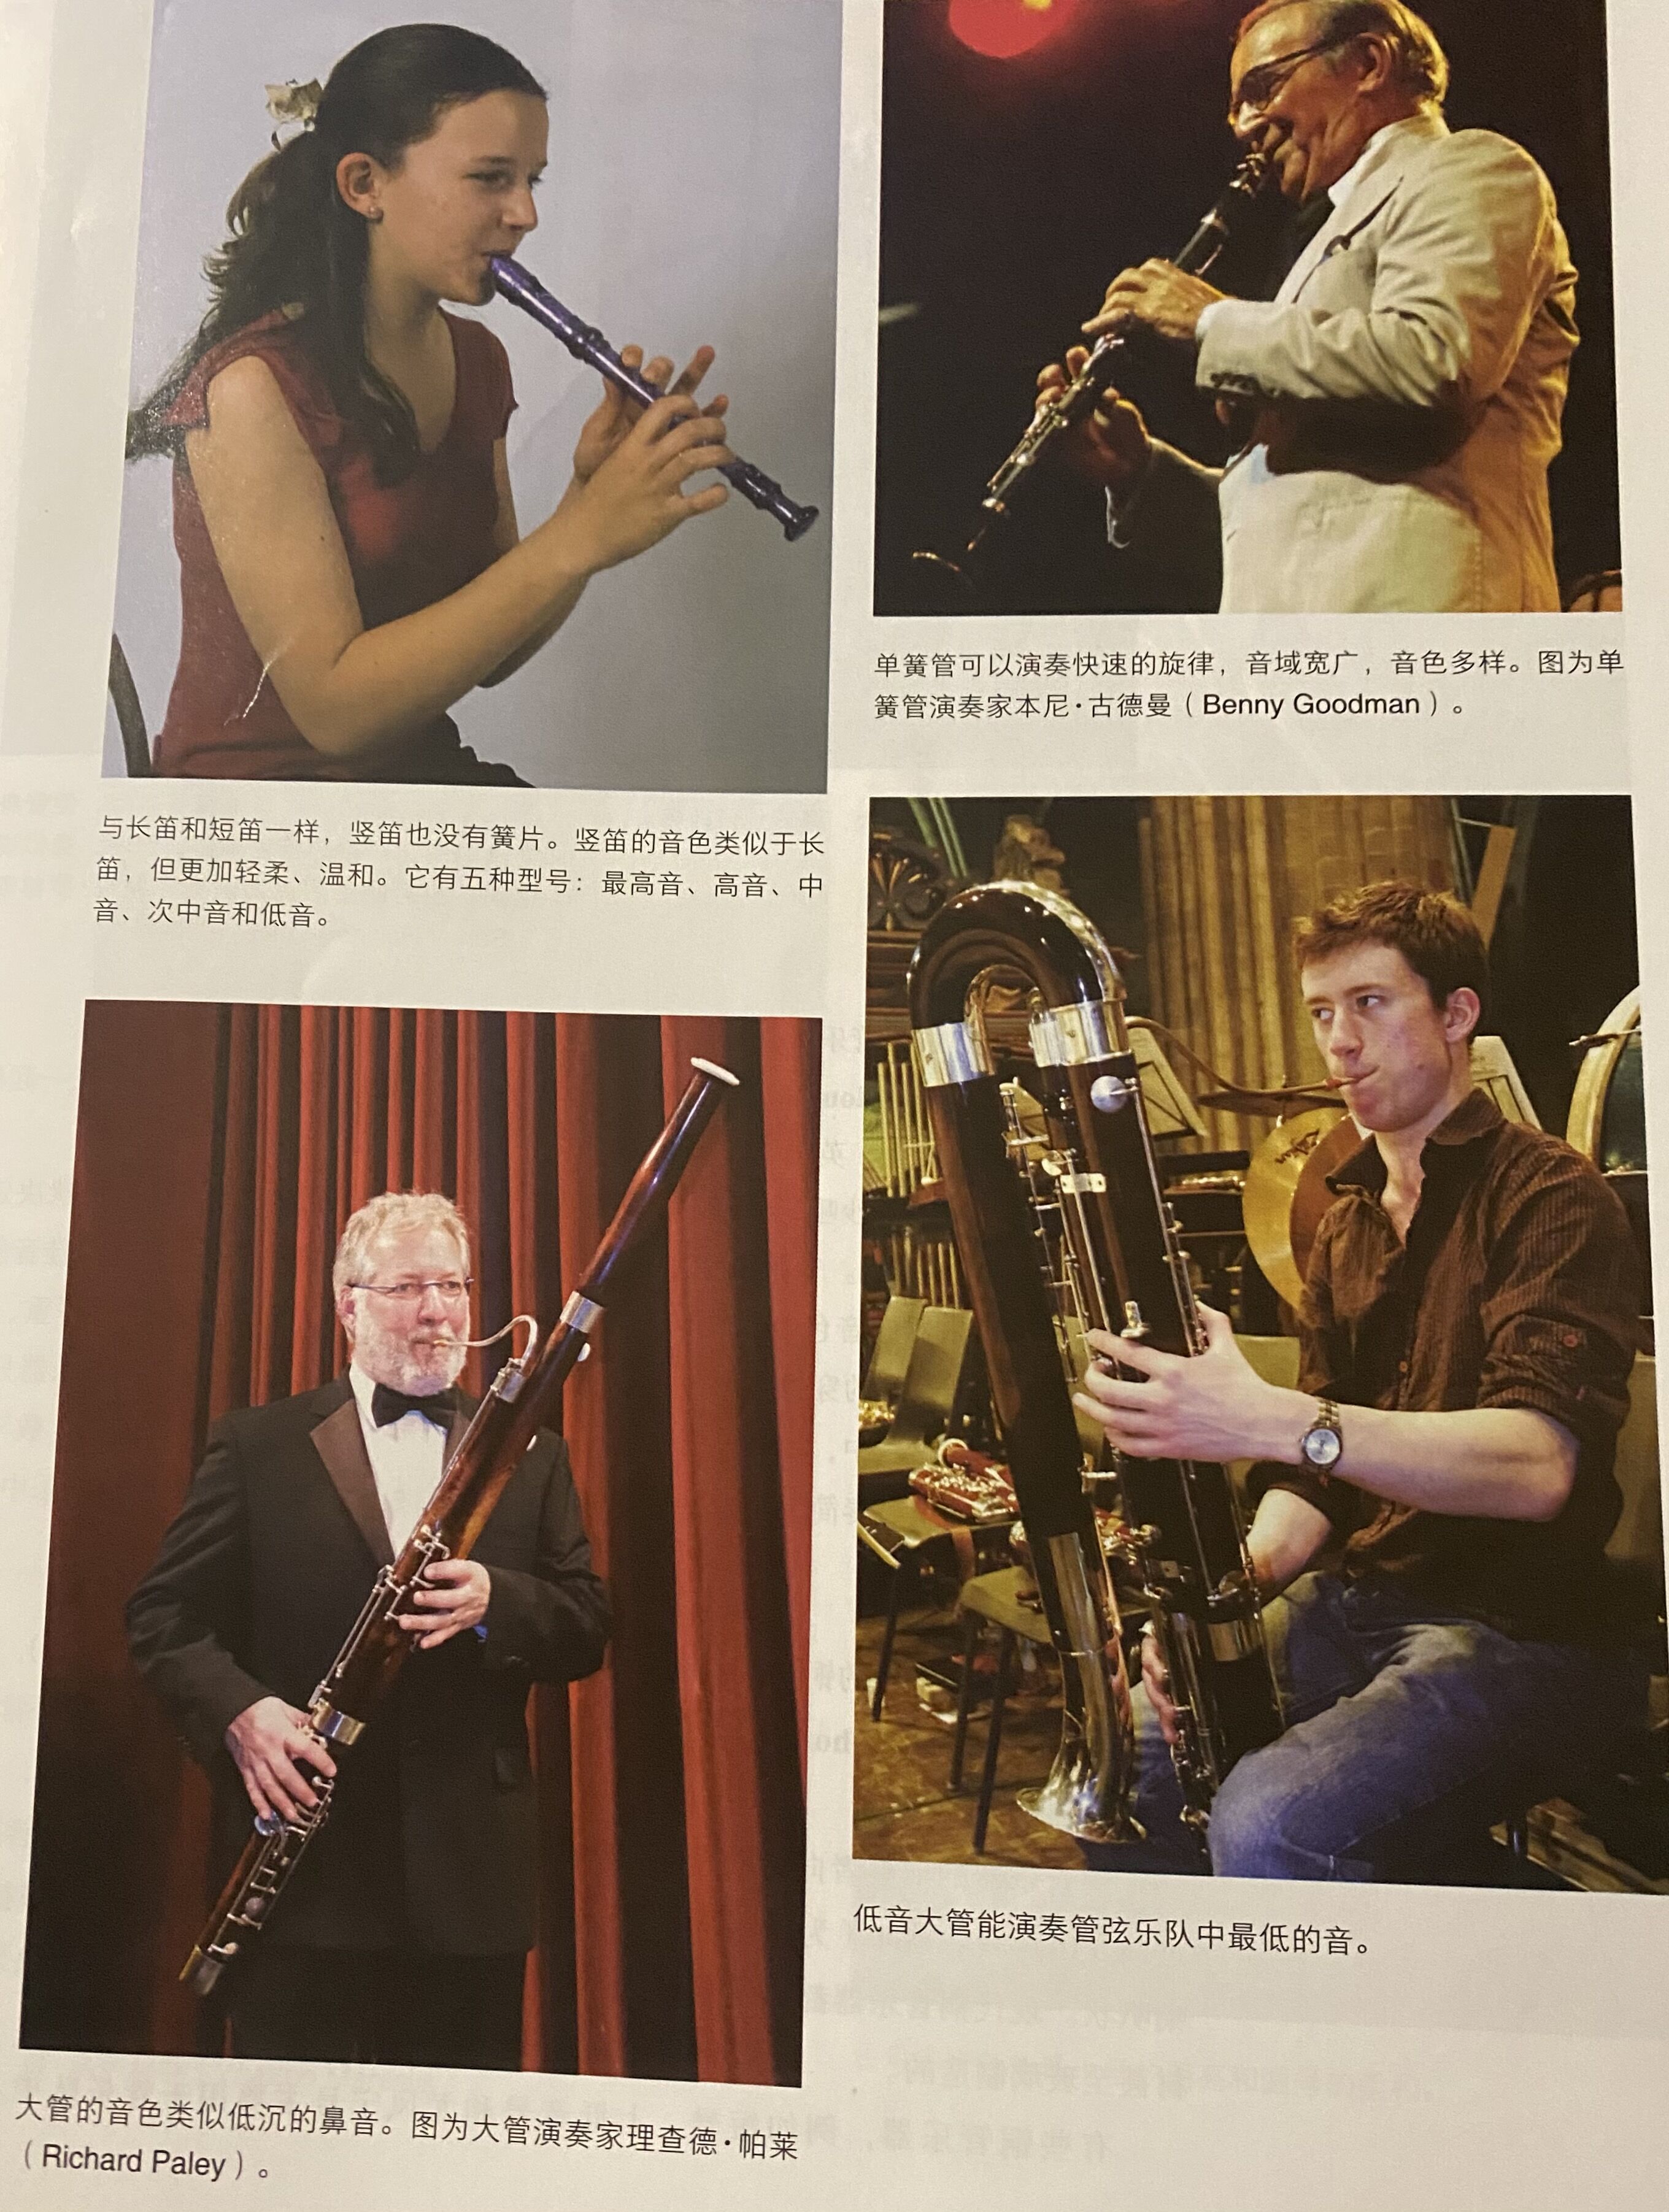 与长笛和短笛一样，竖笛也没有簧片。竖笛的音色类似于长
笛，但更加轻柔、温和。它有五种型号：最高音、高音、中
音、次中音和低音。
大管的音色类似低沉的鼻音。图为大管演奏家理查德·帕莱
（Richard Paley）。
单簧管可以演奏快速的旋律，音域宽广，音色多样。图为单
簧管演奏家本尼·古德曼（Benny Goodman）。
低音大管能演奏管弦乐队中最低的音。